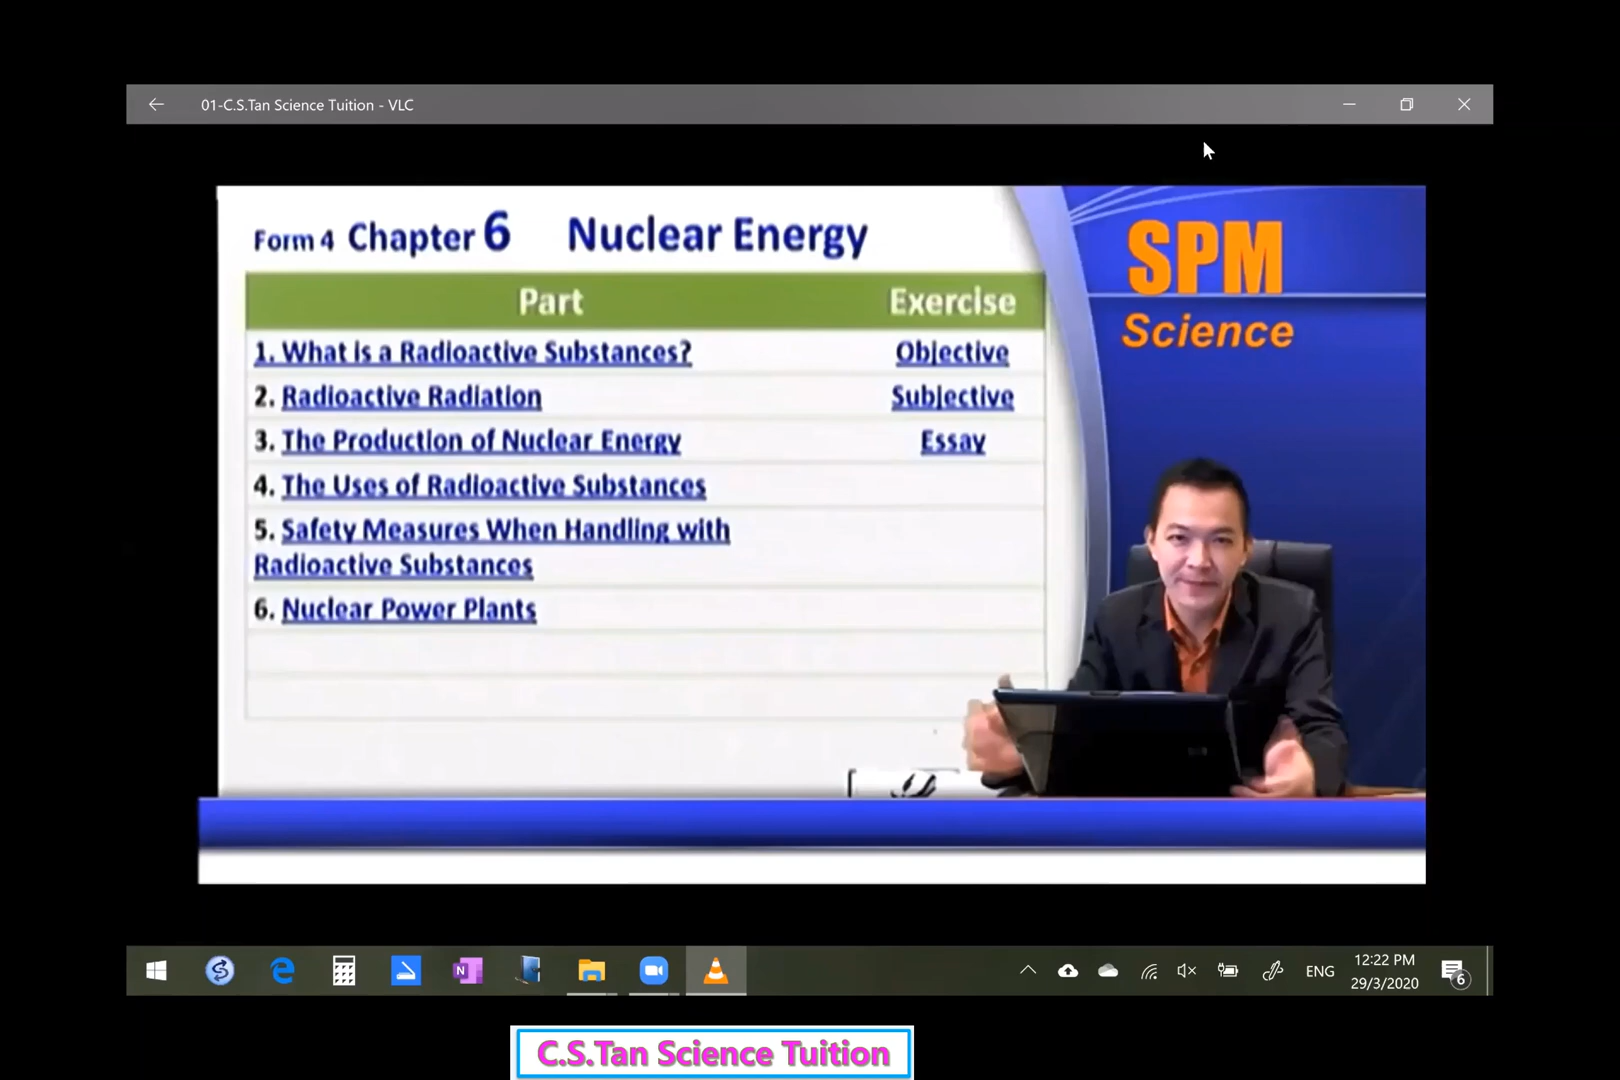 01-C.S.Tan Science Tuition - VLC
Form 4 Chapter 6 Nuclear Energy
SPM
Science
Part Exercise
1. What is a Radioactive Substances? Objective
2. Radioactive Radiation Subjective
3. The Production of Nuclear Energy Essay
4. The Uses of Radioactive Substances
5. Safety Measures When Handling with
Radioactive Substances
6. Nuclear Power Plants
ENG
12:22 PM
29/3/2020
6
C.S.Tan Science Tuition